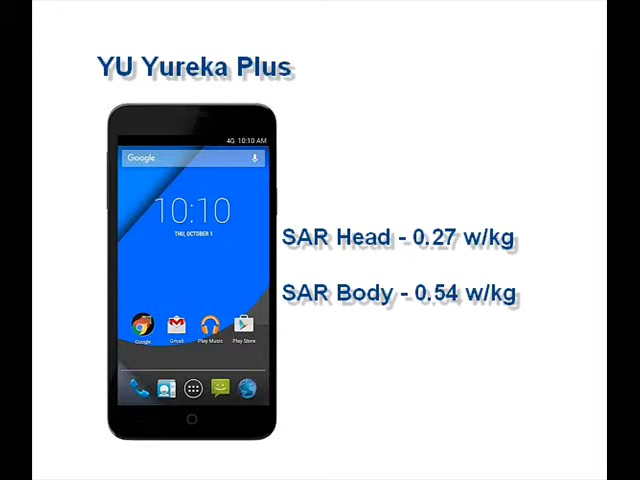 YU Yureka Plus
4G 10:10 AM
Google
10:10
THU, OCTOBER 1
SAR Head - 0.27 w/kg
SAR Body - 0.54 w/kg
Google Gmail Play Music Play Store